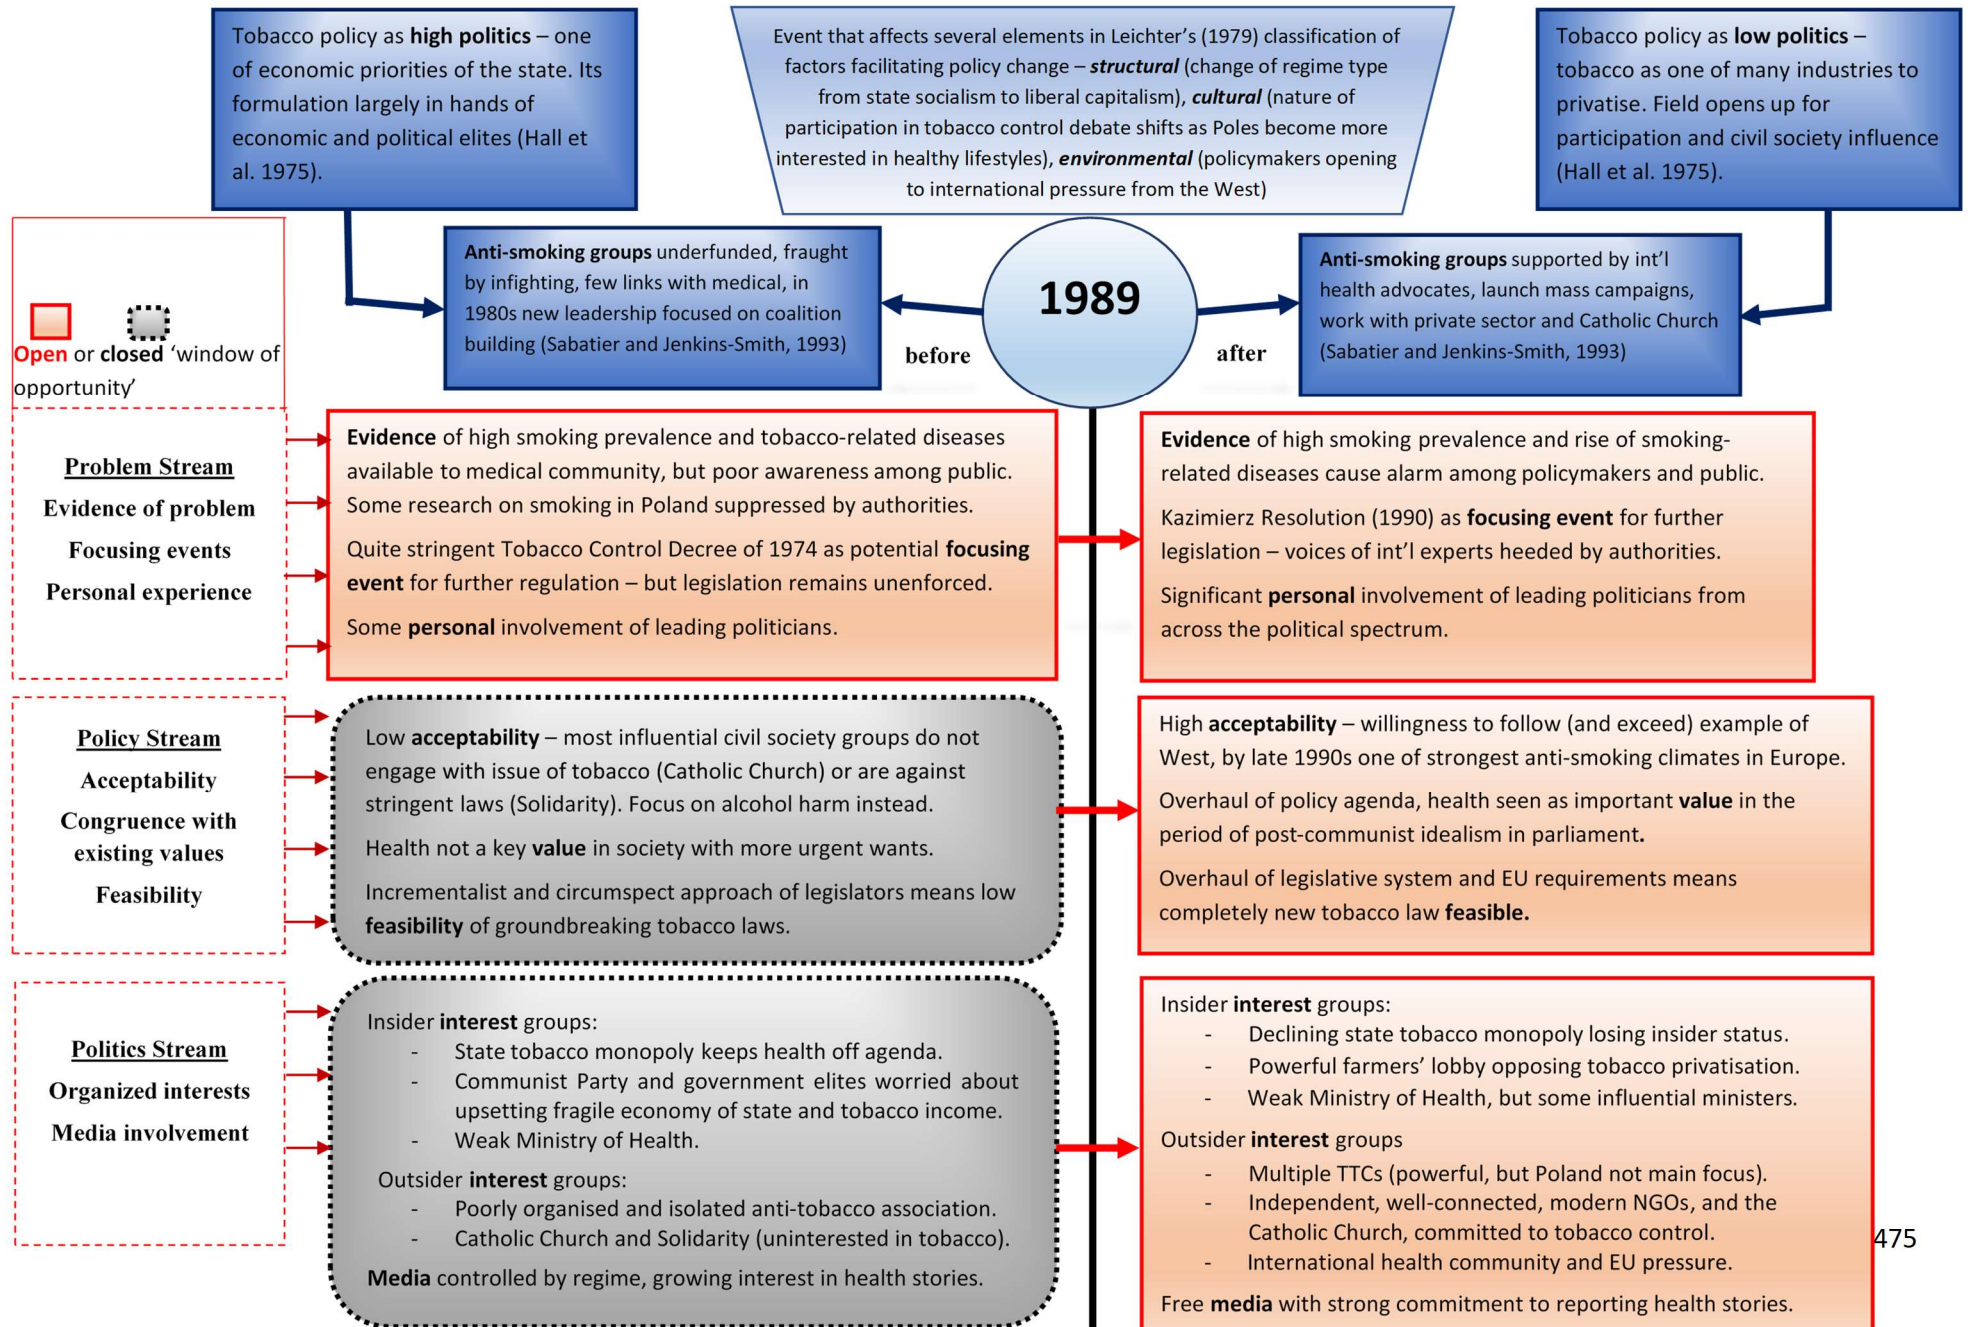 Tobacco policy as high politics – one
of economic priorities of the state. Its
formulation largely in hands of
economic and political elites (Hall et
al. 1975).
Event that affects several elements in Leichter's (1979) classification of
factors facilitating policy change – structural (change of regime type
from state socialism to liberal capitalism), cultural (nature of
participation in tobacco control debate shifts as Poles become more
interested in healthy lifestyles), environmental (policymakers opening
to international pressure from the West)
Tobacco policy as low politics –
tobacco as one of many industries to
privatise. Field opens up for
participation and civil society influence
(Hall et al. 1975).
Anti-smoking groups underfunded, fraught
by infighting, few links with medical, in
1980s new leadership focused on coalition
building (Sabatier and Jenkins-Smith, 1993)
before
1989
after
Anti-smoking groups supported by int'l
health advocates, launch mass campaigns,
work with private sector and Catholic Church
(Sabatier and Jenkins-Smith, 1993)
Open or closed 'window of
opportunity'
Problem Stream
Evidence of problem
Focusing events
Personal experience
Evidence of high smoking prevalence and tobacco-related diseases
available to medical community, but poor awareness among public.
Some research on smoking in Poland suppressed by authorities.
Quite stringent Tobacco Control Decree of 1974 as potential focusing
event for further regulation – but legislation remains unenforced.
Some personal involvement of leading politicians.
Evidence of high smoking prevalence and rise of smoking-
related diseases cause alarm among policymakers and public.
Kazimierz Resolution (1990) as focusing event for further
legislation – voices of int'l experts heeded by authorities.
Significant personal involvement of leading politicians from
across the political spectrum.
Policy Stream
Acceptability
Congruence with
existing values
Feasibility
Low acceptability – most influential civil society groups do not
engage with issue of tobacco (Catholic Church) or are against
stringent laws (Solidarity). Focus on alcohol harm instead.
Health not a key value in society with more urgent wants.
Incrementalist and circumspect approach of legislators means low
feasibility of groundbreaking tobacco laws.
High acceptability – willingness to follow (and exceed) example of
West, by late 1990s one of strongest anti-smoking climates in Europe.
Overhaul of policy agenda, health seen as important value in the
period of post-communist idealism in parliament.
Overhaul of legislative system and EU requirements means
completely new tobacco law feasible.
Politics Stream
Organized interests
Media involvement
Insider interest groups:
- State tobacco monopoly keeps health off agenda.
- Communist Party and government elites worried about
upsetting fragile economy of state and tobacco income.
- Weak Ministry of Health.
Outsider interest groups:
- Poorly organised and isolated anti-tobacco association.
- Catholic Church and Solidarity (uninterested in tobacco).
Media controlled by regime, growing interest in health stories.
Insider interest groups:
- Declining state tobacco monopoly losing insider status.
- Powerful farmers' lobby opposing tobacco privatisation.
- Weak Ministry of Health, but some influential ministers.
Outsider interest groups
- Multiple TTCs (powerful, but Poland not main focus).
- Independent, well-connected, modern NGOs, and the
Catholic Church, committed to tobacco control.
- International health community and EU pressure.
Free media with strong commitment to reporting health stories.
475